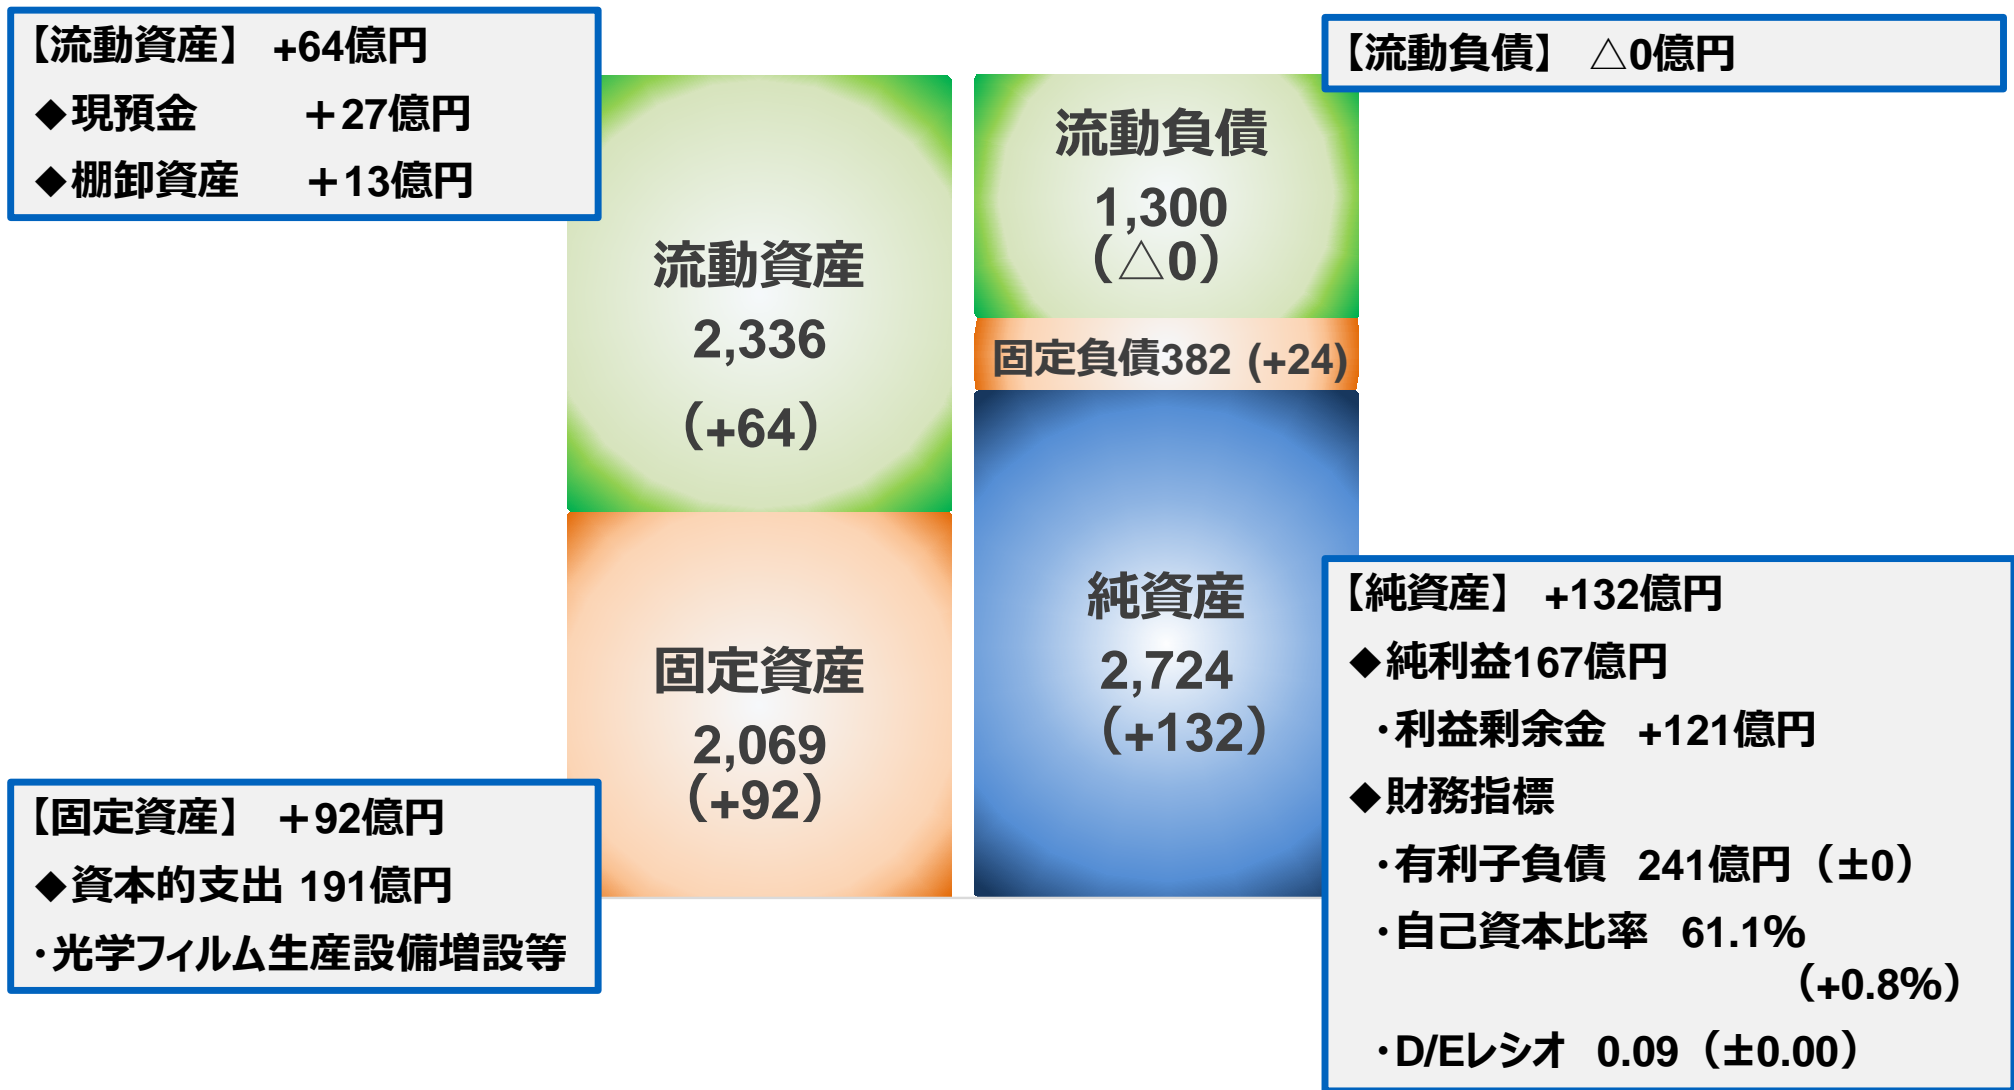 【流動資産】 +64億円
◆現預金 ＋27億円
◆棚卸資産 ＋13億円
【流動負債】 △0億円
流動資産
2,336
（+64）
流動負債
1,300
（△0）
固定負債382 (+24)
固定資産
2,069
（+92）
純資産
2,724
（+132）
【固定資産】 ＋92億円
◆資本的支出 191億円
・光学フィルム生産設備増設等
【純資産】 +132億円
◆純利益167億円
・利益剰余金 +121億円
◆財務指標
・有利子負債 241億円（±0）
・自己資本比率 61.1%
（+0.8%）
・D/Eレシオ 0.09（±0.00）